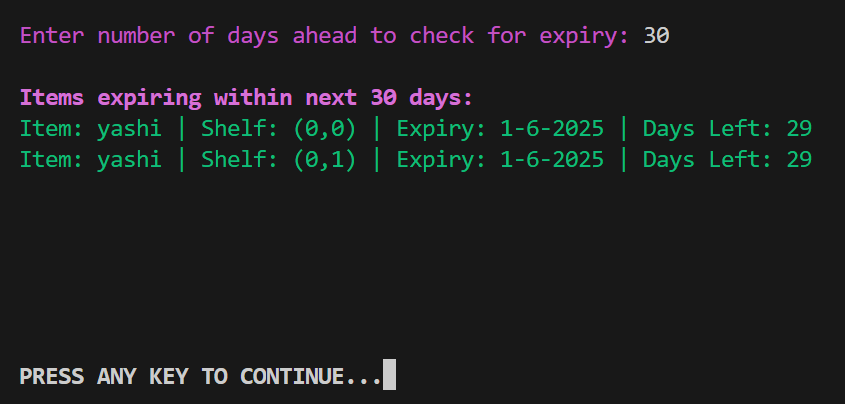 Enter number of days ahead to check for expiry: 30
Items expiring within next 30 days:
Item: yashi | Shelf: (0,0) | Expiry: 1-6-2025 | Days Left: 29
Item: yashi | Shelf: (0,1) | Expiry: 1-6-2025 | Days Left: 29
PRESS ANY KEY TO CONTINUE...